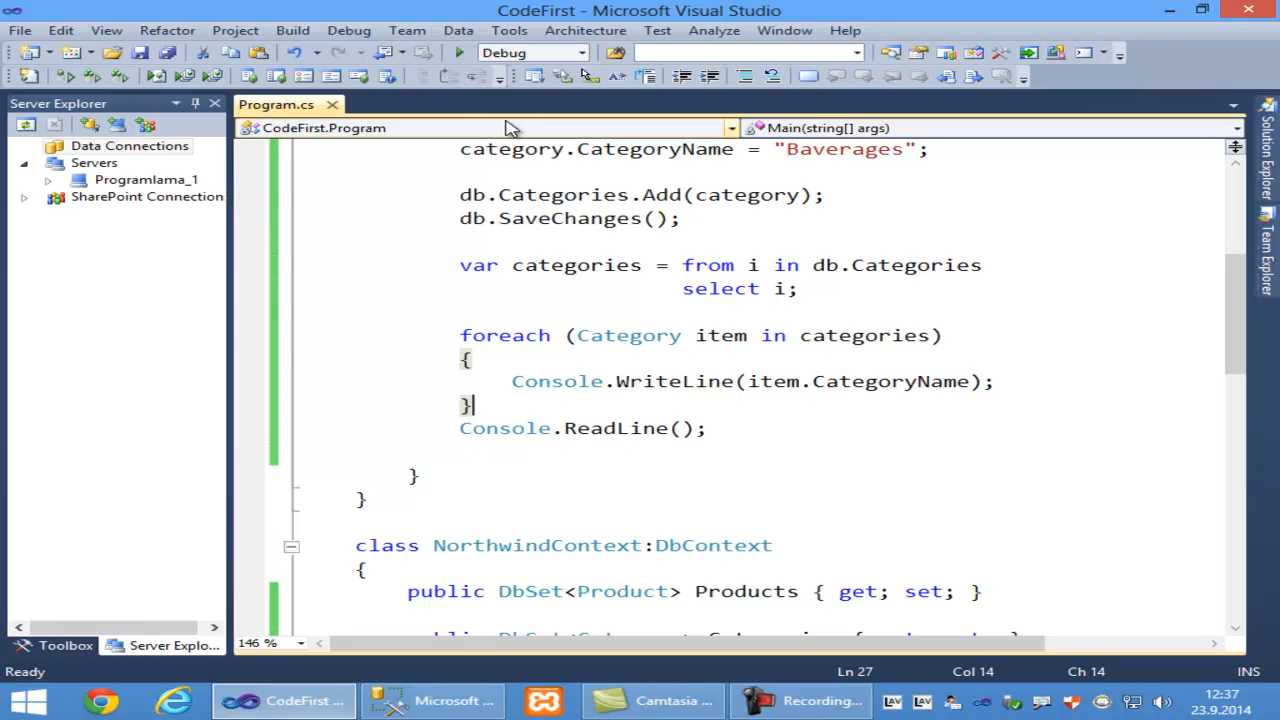 CodeFirst - Microsoft Visual Studio
File Edit View Refactor Project Build Debug Team Data Tools Architecture Test Analyze Window Help
Debug
Server Explorer
Data Connections
Servers
Programlama_1
SharePoint Connection
Toolbox
Server Explo...
Program.cs
CodeFirst.Program
Main(string[] args)
category.CategoryName = "Baverages";
db.Categories.Add(category);
db.SaveChanges();
var categories = from i in db.Categories
select i;
foreach (Category item in categories)
{
Console.WriteLine(item.CategoryName);
}
Console.ReadLine();
}
}
class NorthwindContext:DbContext
{
public DbSet<Product> Products { get; set; }
146 %
Solution Explorer
Team Explorer
Ready
Ln 27
Col 14
Ch 14
INS
CodeFirst ...
Microsoft ...
Camtasia ...
Recording...
LAV
LAV
12:37
23.9.2014